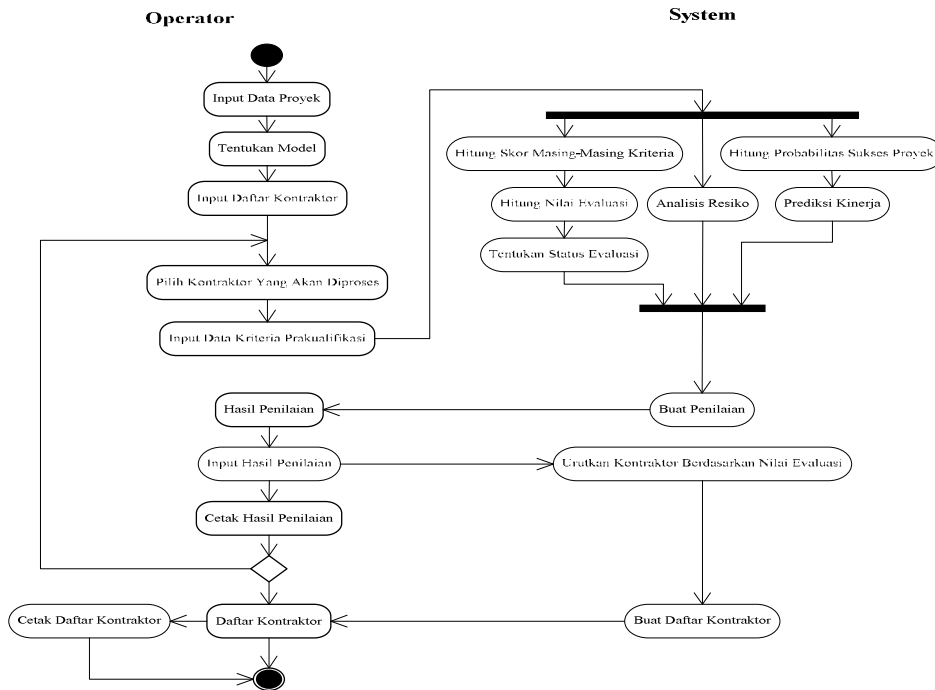 Operator
System
Input Data Proyek
Tentukan Model
Input Daftar Kontraktor
Pilih Kontraktor Yang Akan Diproses
Input Data Kriteria Prakualifikasi
Hitung Skor Masing-Masing Kriteria
Hitung Probabilitas Sukses Proyek
Hitung Nilai Evaluasi
Analisis Resiko
Prediksi Kinerja
Tentukan Status Evaluasi
Hasil Penilaian
Buat Penilaian
Input Hasil Penilaian
Urutkan Kontraktor Berdasarkan Nilai Evaluasi
Cetak Hasil Penilaian
Cetak Daftar Kontraktor
Daftar Kontraktor
Buat Daftar Kontraktor